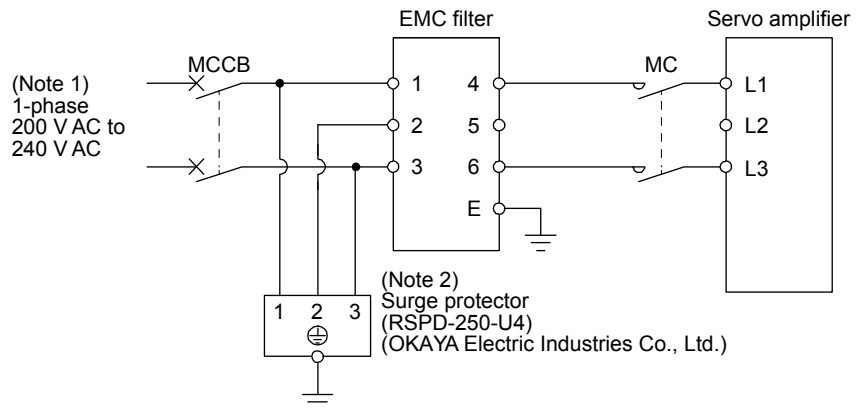 EMC filter
Servo amplifier
MCCB
MC
(Note 1)
1-phase
200 V AC to
240 V AC
1
4
L1
2
5
L2
3
6
L3
E
(Note 2)
Surge protector
(RSPD-250-U4)
(OKAYA Electric Industries Co., Ltd.)
1 2 3